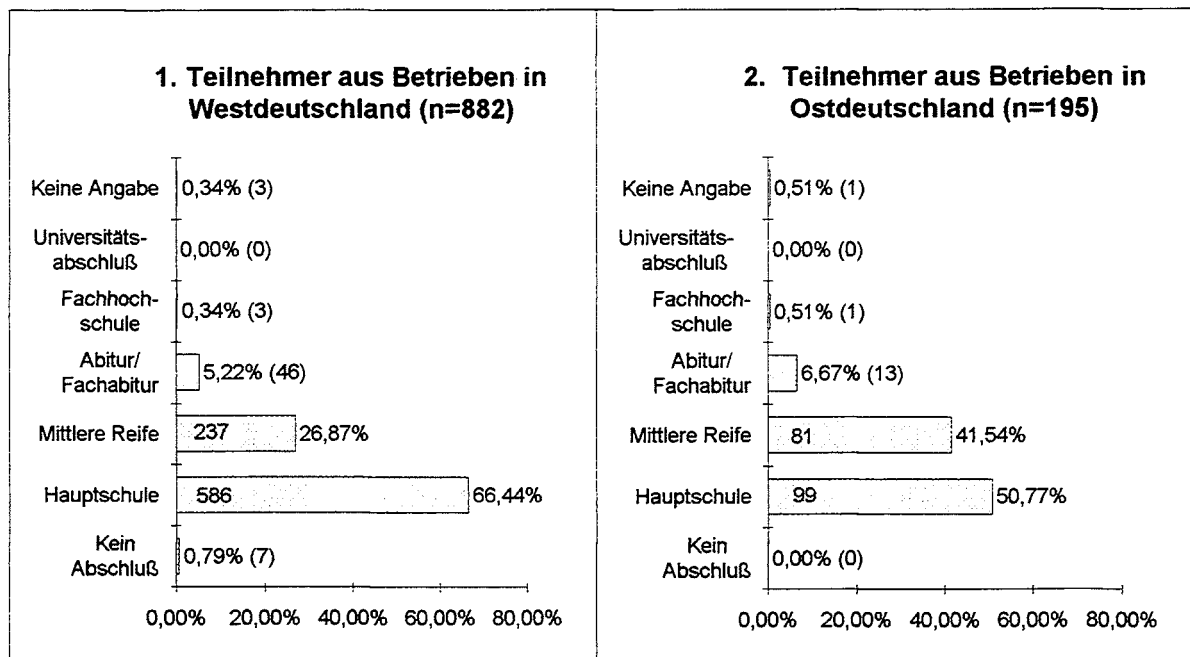 1. Teilnehmer aus Betrieben in
Westdeutschland (n=882)
Keine Angabe
0,34% (3)
Universitäts-
abschluß
0,00% (0)
Fachhoch-
schule
0,34% (3)
Abitur/
Fachabitur
5,22% (46)
Mittlere Reife
237
26,87%
Hauptschule
586
66,44%
Kein
Abschluß
0,79% (7)
0,00%
20,00%
40,00%
60,00%
80,00%
2. Teilnehmer aus Betrieben in
Ostdeutschland (n=195)
Keine Angabe
0,51% (1)
Universitäts-
abschluß
0,00% (0)
Fachhoch-
schule
0,51% (1)
Abitur/
Fachabitur
6,67% (13)
Mittlere Reife
81
41,54%
Hauptschule
99
50,77%
Kein
Abschluß
0,00% (0)
0,00%
20,00%
40,00%
60,00%
80,00%